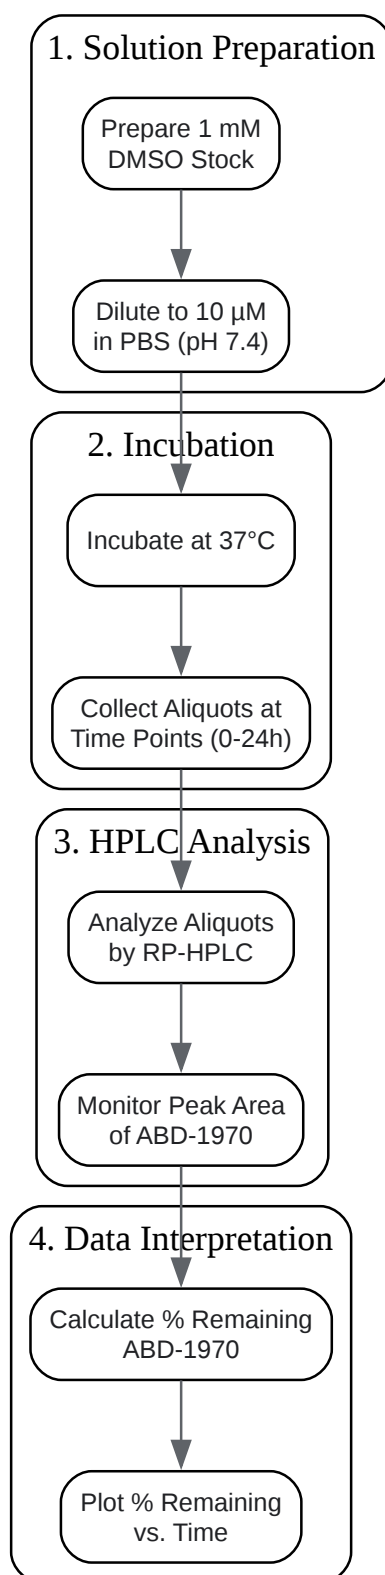 1. Solution Preparation
Prepare 1 mM
DMSO Stock
Dilute to 10 µM
in PBS (pH 7.4)
2. Incubation
Incubate at 37°C
Collect Aliquots at
Time Points (0-24h)
3. HPLC Analysis
Analyze Aliquots
by RP-HPLC
Monitor Peak Area
of ABD-1970
4. Data Interpretation
Calculate % Remaining
ABD-1970
Plot % Remaining
vs. Time